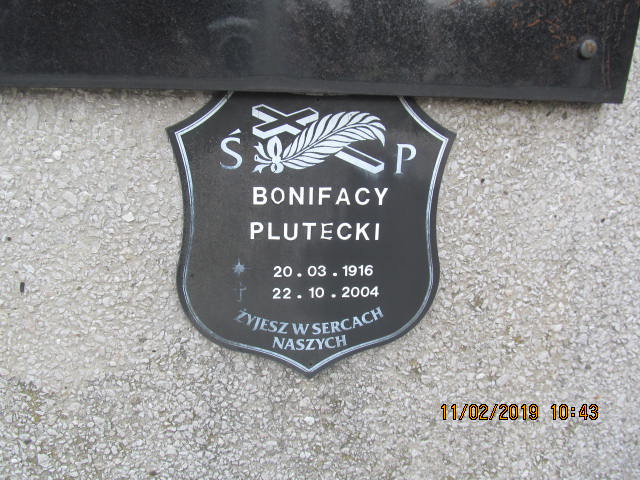 Ś P
BONIFACY
PLUTECKI
20.03.1916
22.10.2004
ŻYJESZ W SERCACH
NASZYCH
11/02/2019 10:43